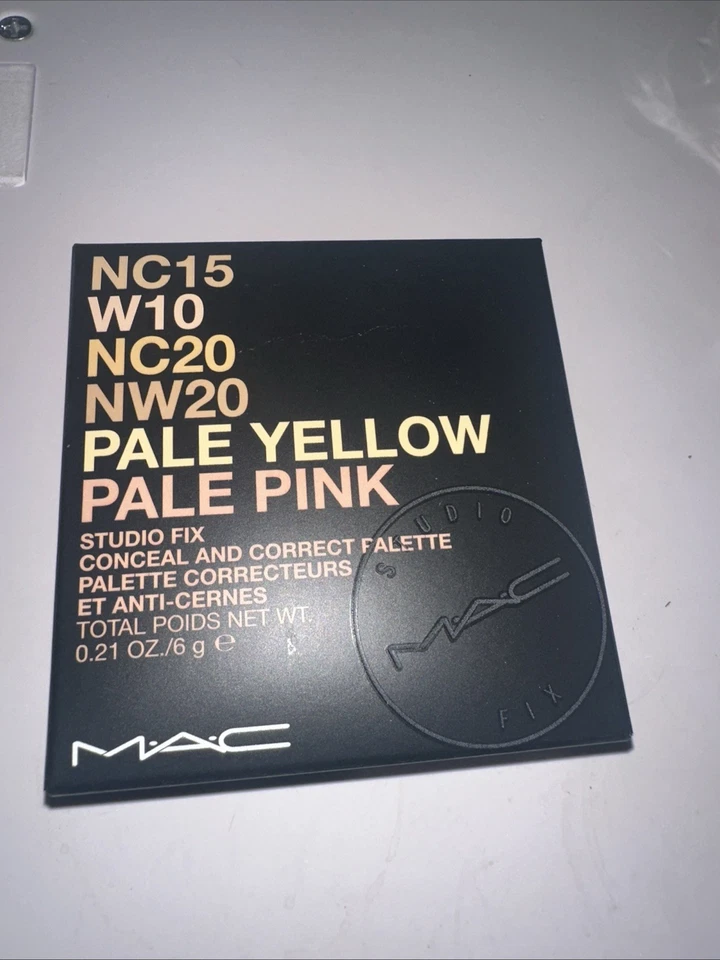 NC15
W10
NC20
NW20
PALE YELLOW
PALE PINK
STUDIO FIX
CONCEAL AND CORRECT PALETTE
PALETTE CORRECTEURS
ET ANTI-CERNES
TOTAL POIDS NET WT.
0.21 OZ./6 g ℮
STUDIO
M·A·C
FIX
M·A·C